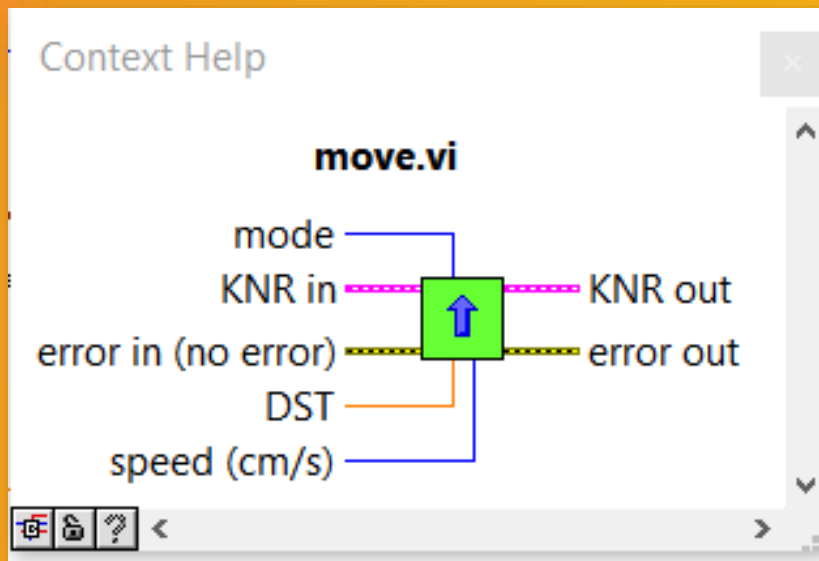 Context Help
move.vi
mode
KNR in
KNR out
error in (no error)
error out
DST
speed (cm/s)
?